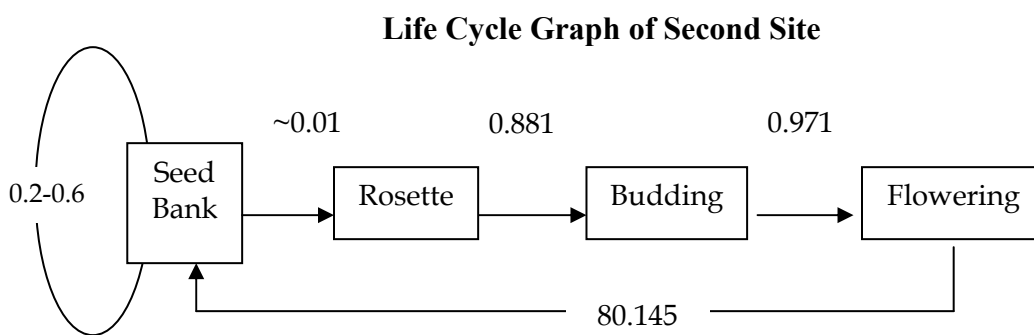 Life Cycle Graph of Second Site
~0.01 0.881 0.971
0.2-0.6
Seed
Bank
Rosette
Budding
Flowering
80.145